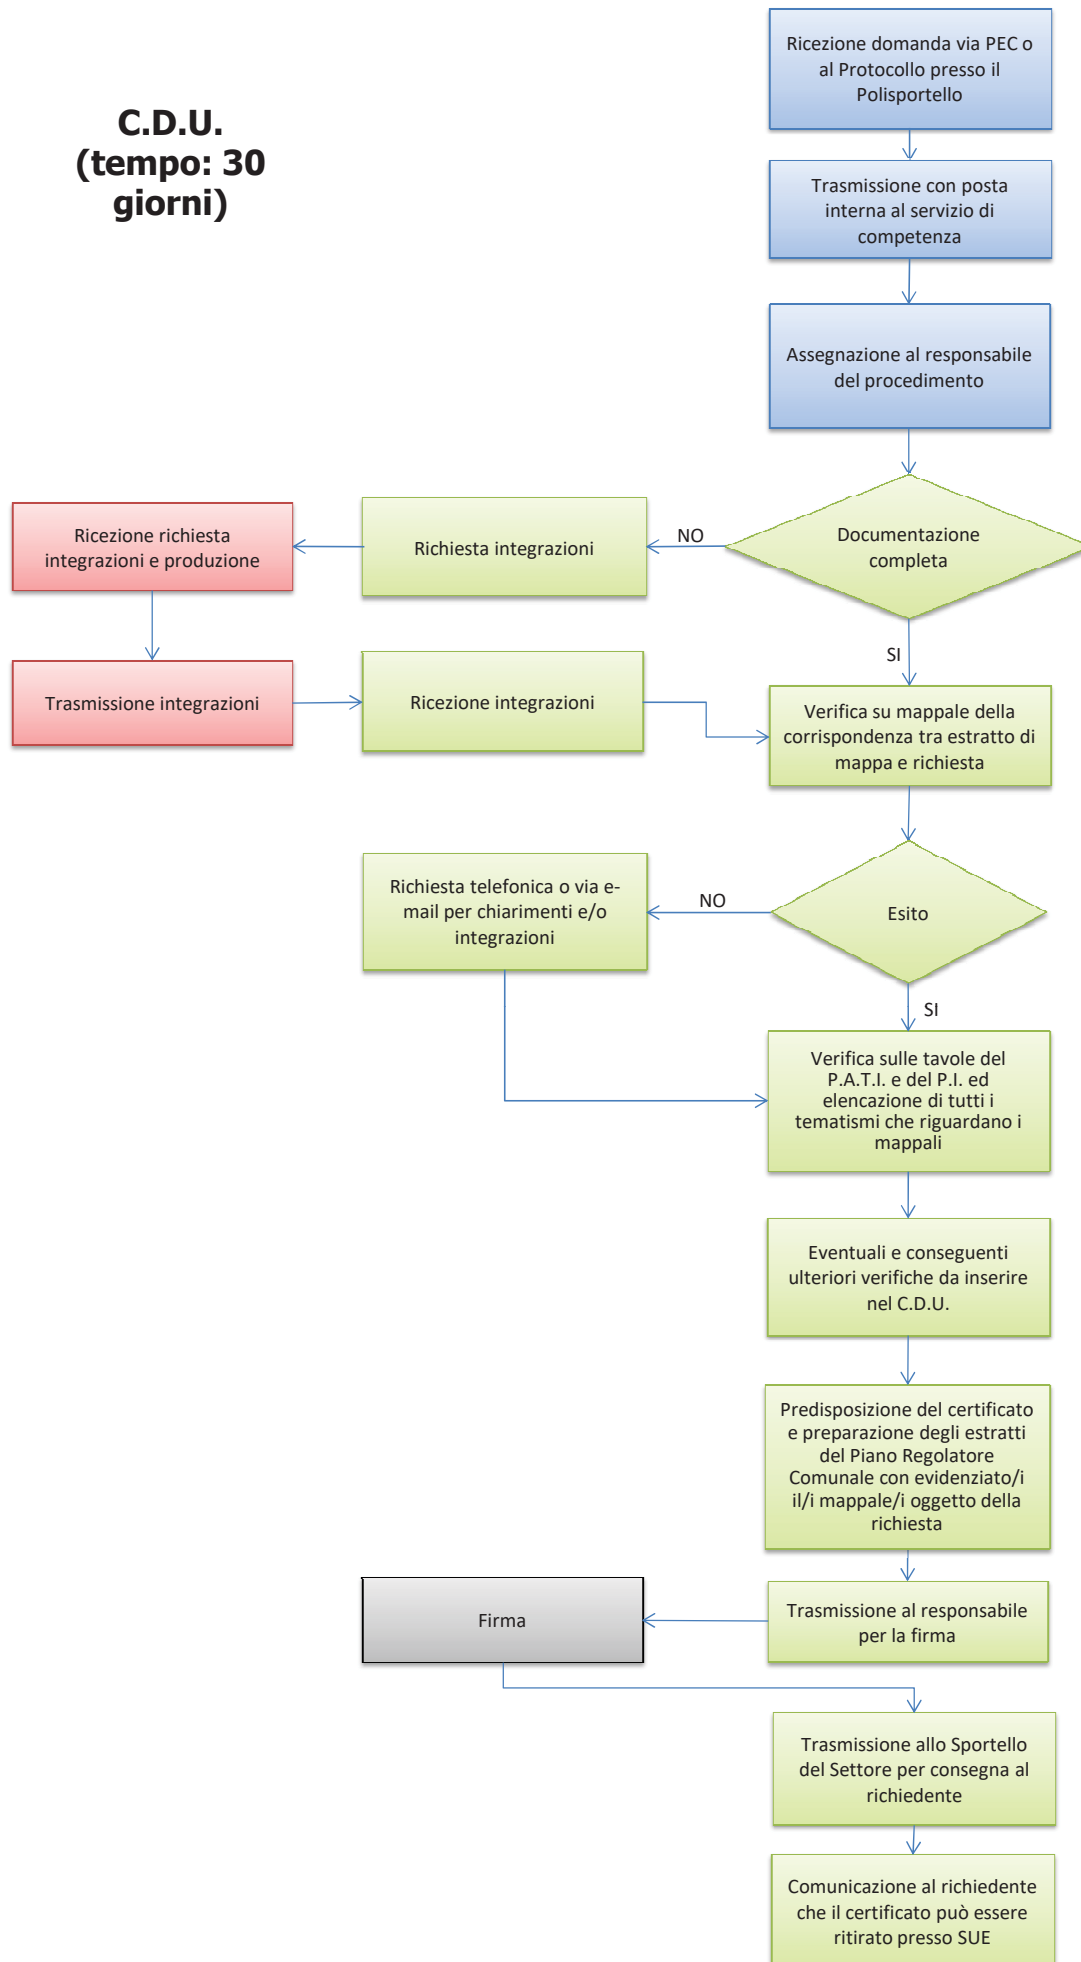 C.D.U.
(tempo: 30
giorni)
Ricezione domanda via PEC o
al Protocollo presso il
Polisportello
Trasmissione con posta
interna al servizio di
competenza
Assegnazione al responsabile
del procedimento
Documentazione
completa
NO
Richiesta integrazioni
Ricezione richiesta
integrazioni e produzione
SI
Trasmissione integrazioni
Ricezione integrazioni
Verifica su mappale della
corrispondenza tra estratto di
mappa e richiesta
Esito
NO
Richiesta telefonica o via e-
mail per chiarimenti e/o
integrazioni
SI
Verifica sulle tavole del
P.A.T.I. e del P.I. ed
elencazione di tutti i
tematismi che riguardano i
mappali
Eventuali e conseguenti
ulteriori verifiche da inserire
nel C.D.U.
Predisposizione del certificato
e preparazione degli estratti
del Piano Regolatore
Comunale con evidenziato/i
il/i mappale/i oggetto della
richiesta
Trasmissione al responsabile
per la firma
Firma
Trasmissione allo Sportello
del Settore per consegna al
richiedente
Comunicazione al richiedente
che il certificato può essere
ritirato presso SUE